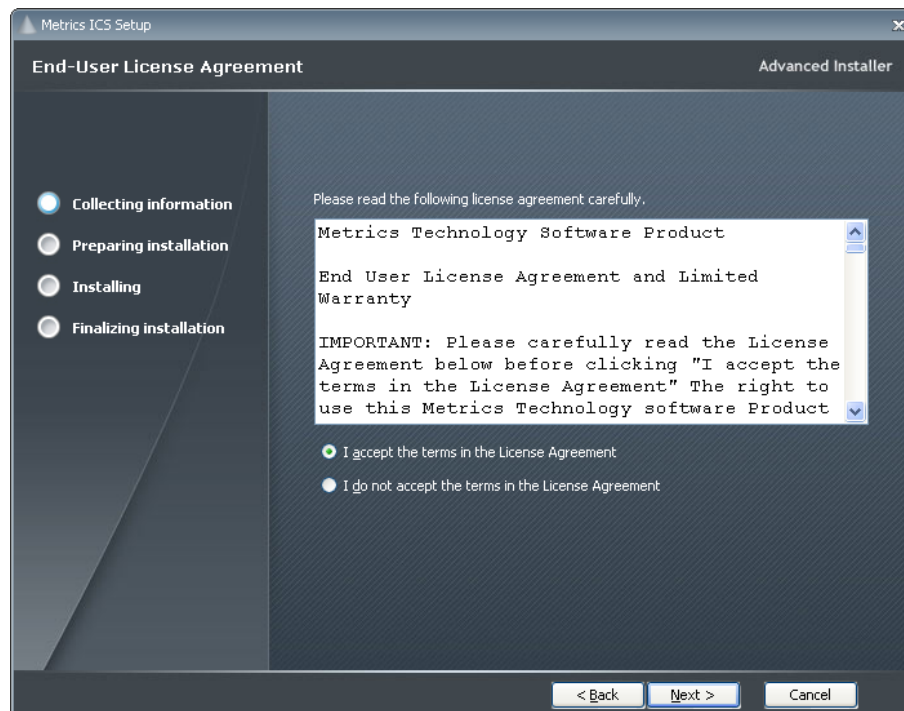 Metrics ICS Setup
End-User License Agreement
Advanced Installer
Collecting information
Preparing installation
Installing
Finalizing installation
Please read the following license agreement carefully.
Metrics Technology Software Product
End User License Agreement and Limited
Warranty
IMPORTANT: Please carefully read the License
Agreement below before clicking "I accept the
terms in the License Agreement" The right to
use this Metrics Technology software Product
I accept the terms in the License Agreement
I do not accept the terms in the License Agreement
< Back
Next >
Cancel